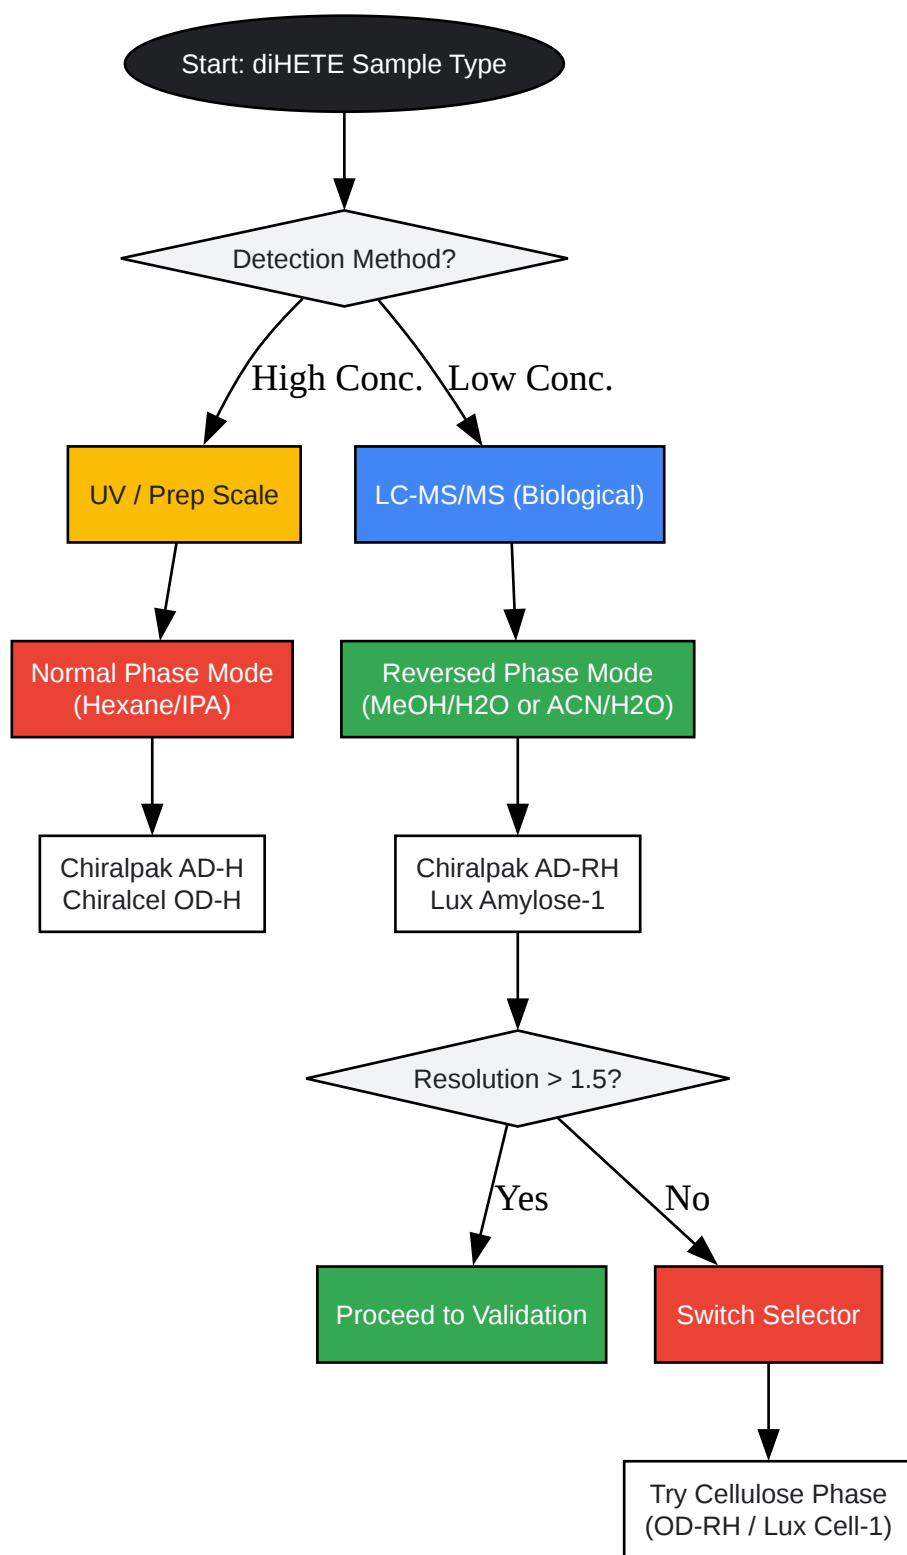 Start: diHETE Sample Type
Detection Method?
High Conc.
Low Conc.
UV / Prep Scale
LC-MS/MS (Biological)
Normal Phase Mode
(Hexane/IPA)
Reversed Phase Mode
(MeOH/H2O or ACN/H2O)
Chiralpak AD-H
Chiralcel OD-H
Chiralpak AD-RH
Lux Amylose-1
Resolution > 1.5?
Yes
No
Proceed to Validation
Switch Selector
Try Cellulose Phase
(OD-RH / Lux Cell-1)